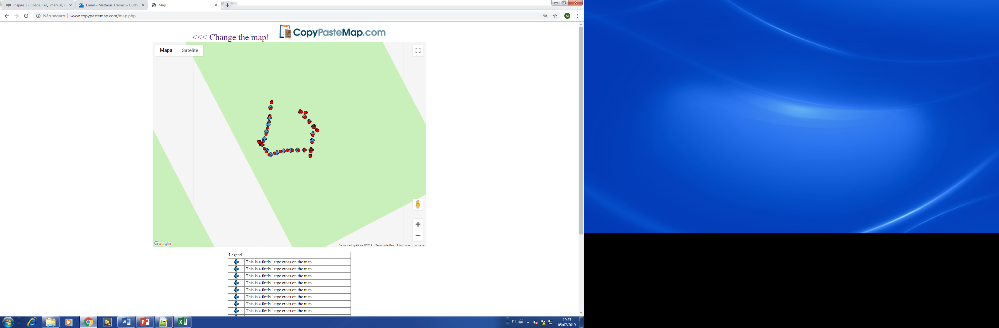 Inspire 1 - Specs, FAQ, manual, vi
Email – Matheus Kramer – Outloo
Map
Não seguro
www.copypastemap.com/map.php
M
<<< Change the map!
CopyPasteMap.com
Mapa
Satélite
Google
Dados cartográficos ©2019
Termos de Uso
Informar erro no mapa
Legend
This is a fairly large cross on the map.
This is a fairly large cross on the map.
This is a fairly large cross on the map.
This is a fairly large cross on the map.
This is a fairly large cross on the map.
This is a fairly large cross on the map.
This is a fairly large cross on the map.
This is a fairly large cross on the map.
PT
19:23
05/07/2019